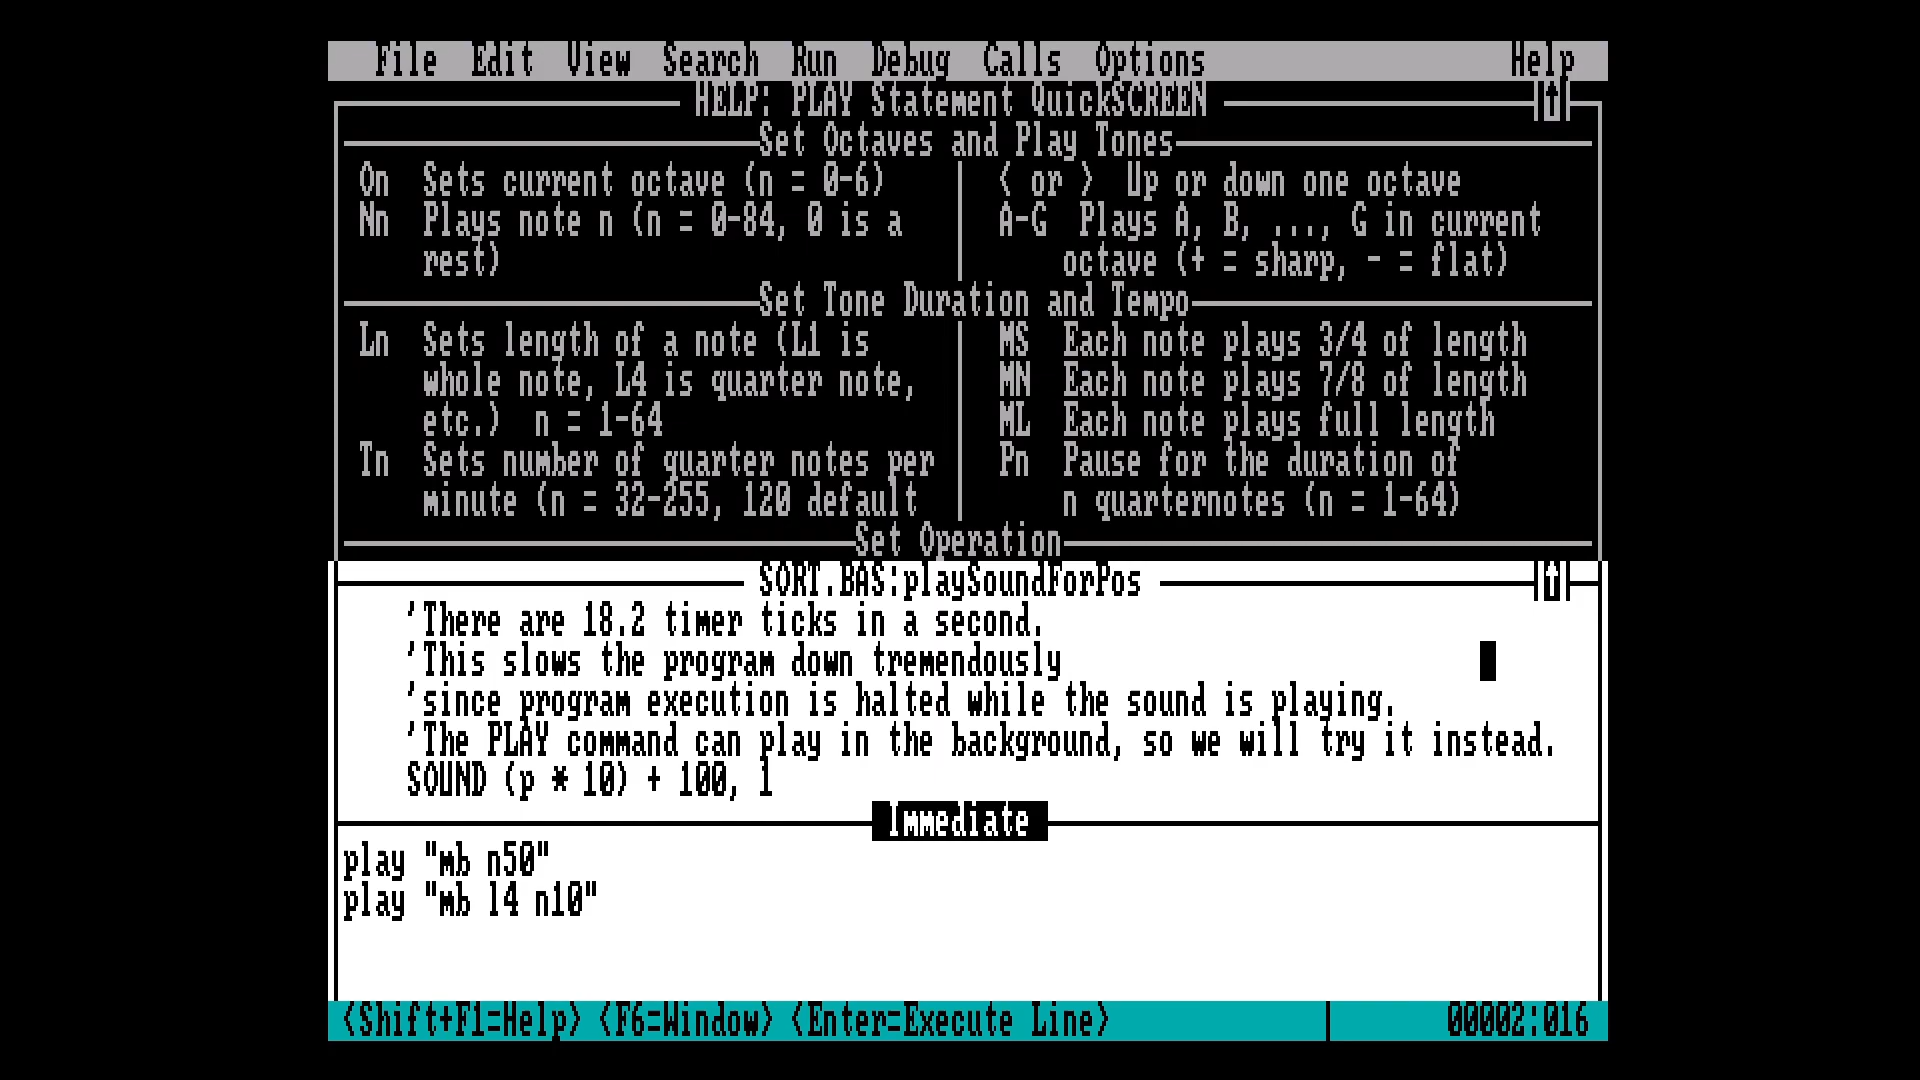 File Edit View Search Run Debug Calls Options Help
HELP: PLAY Statement QuickSCREEN
Set Octaves and Play Tones
On Sets current octave (n = 0-6) < or > Up or down one octave
Nn Plays note n (n = 0-84, 0 is a A-G Plays A, B, ..., G in current
rest) octave (+ = sharp, - = flat)
Set Tone Duration and Tempo
Ln Sets length of a note (L1 is MS Each note plays 3/4 of length
whole note, L4 is quarter note, MN Each note plays 7/8 of length
etc.) n = 1-64 ML Each note plays full length
Tn Sets number of quarter notes per Pn Pause for the duration of
minute (n = 32-255, 120 default n quarternotes (n = 1-64)
Set Operation
SORT.BAS:playSoundForPos
'There are 18.2 timer ticks in a second.
'This slows the program down tremendously
'since program execution is halted while the sound is playing.
'The PLAY command can play in the background, so we will try it instead.
SOUND (p * 10) + 100, 1
Immediate
play "mb n50"
play "mb l4 n10"
<Shift+F1=Help> <F6=Window> <Enter=Execute Line> 00002:016